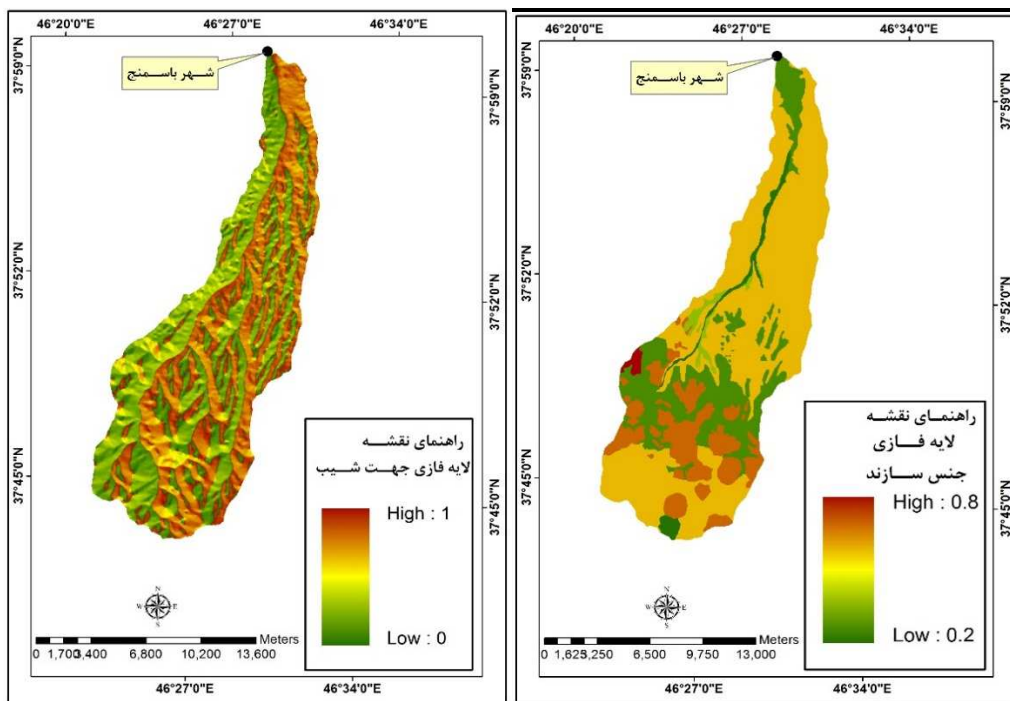 46°20'0"E 46°27'0"E 46°34'0"E
37°59'0"N
37°59'0"N
شهر باسمنج
37°52'0"N
37°52'0"N
37°45'0"N
37°45'0"N
راهنمای نقشه
لایه فازی جهت شیب
High : 1
Low : 0
N
W E
S
Meters
0 1,700 3,400 6,800 10,200 13,600
46°27'0"E 46°34'0"E
46°20'0"E 46°27'0"E 46°34'0"E
37°59'0"N
37°59'0"N
شهر باسمنج
37°52'0"N
37°52'0"N
37°45'0"N
37°45'0"N
راهنمای نقشه
لایه فازی
جنس سازند
High : 0.8
Low : 0.2
N
W E
S
Meters
0 1,625 3,250 6,500 9,750 13,000
46°27'0"E 46°34'0"E